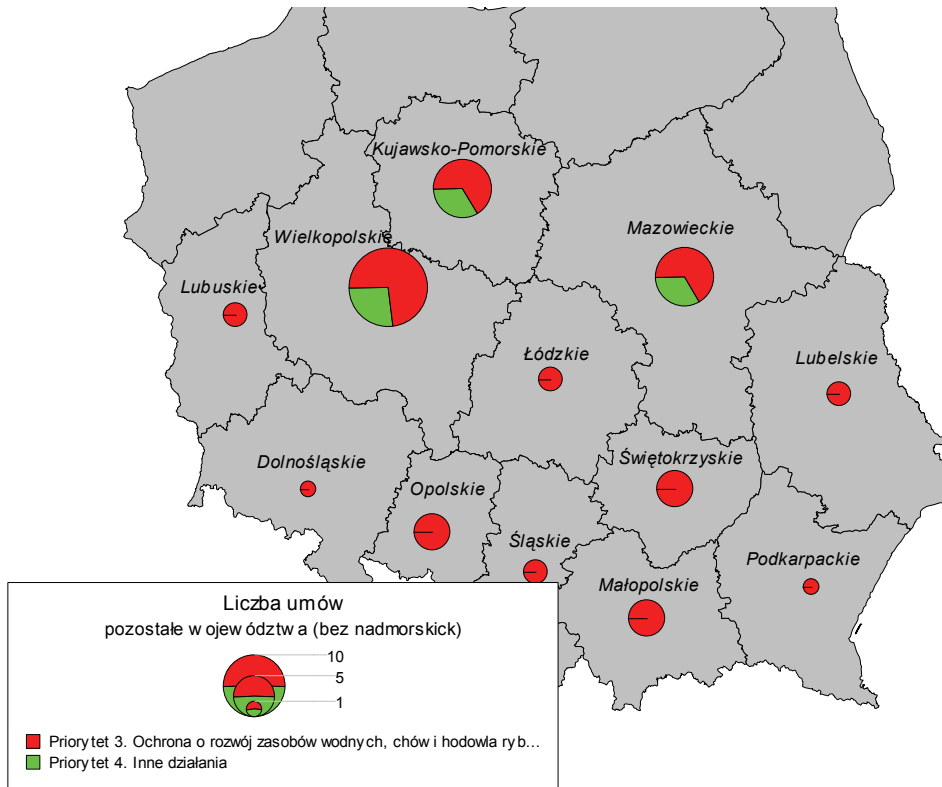 Kujawsko-Pomorskie
Mazowieckie
Wielkopolskie
Lubuskie
Łódzkie
Lubelskie
Dolnośląskie
Świętokrzyskie
Opolskie
Śląskie
Podkarpackie
Małopolskie
Liczba umów
pozostałe w ojew ództw a (bez nadmorskick)
10
5
1
Priory tet 3. Ochrona o rozwój zasobów wodnych, chów i hodowla ryb...
Priory tet 4. Inne działania